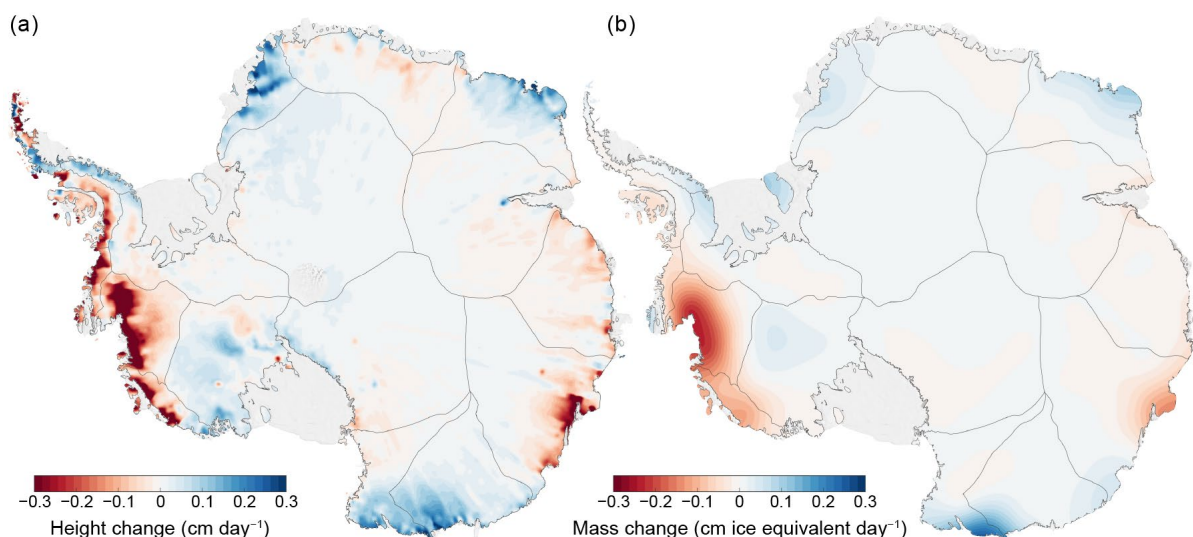 (a)
(b)
−0.3 −0.2 −0.1 0 0.1 0.2 0.3
Height change (cm day⁻¹)
−0.3 −0.2 −0.1 0 0.1 0.2 0.3
Mass change (cm ice equivalent day⁻¹)